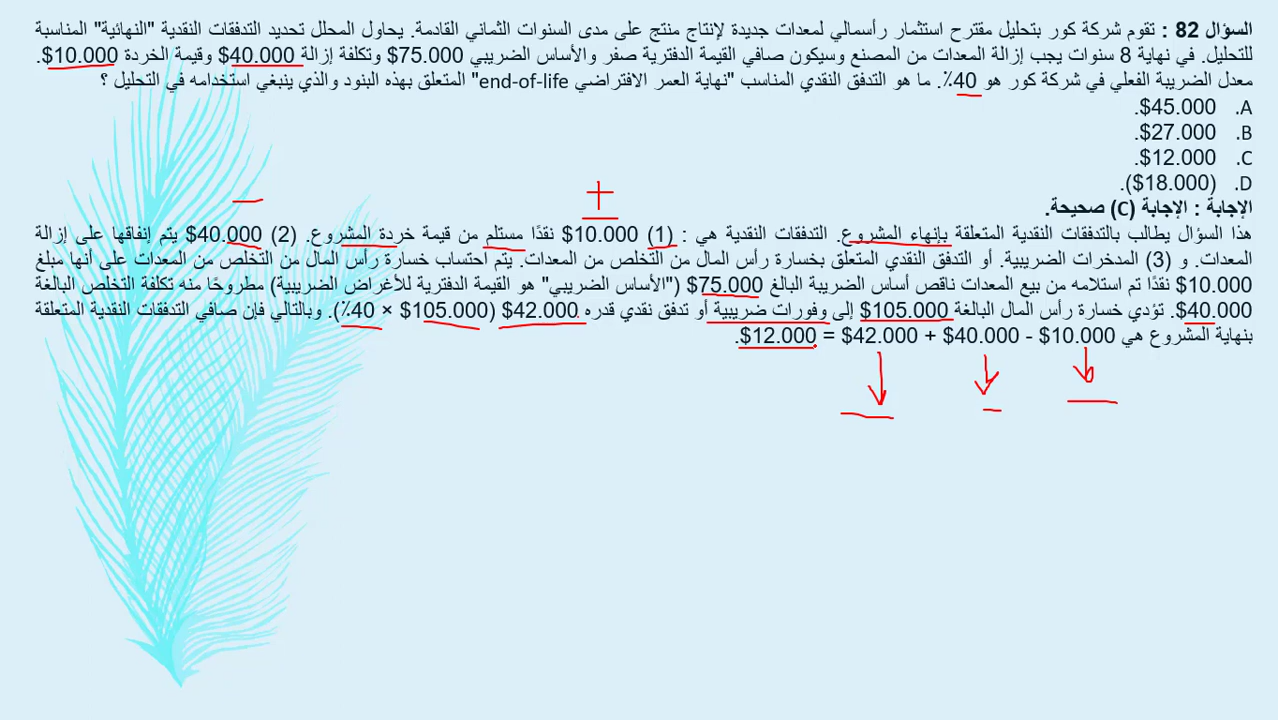 السؤال 82 : تقوم شركة كور بتحليل مقترح استثمار رأسمالي لمعدات جديدة لإنتاج منتج على مدى السنوات الثماني القادمة. يحاول المحلل تحديد التدفقات النقدية "النهائية" المناسبة
للتحليل. في نهاية 8 سنوات يجب إزالة المعدات من المصنع وسيكون صافي القيمة الدفترية صفر والأساس الضريبي 75.000$ وتكلفة إزالة 40.000$ وقيمة الخردة 10.000$.
معدل الضريبة الفعلي في شركة كور هو 40٪. ما هو التدفق النقدي المناسب "نهاية العمر الافتراضي end-of-life" المتعلق بهذه البنود والذي ينبغي استخدامه في التحليل ؟
A. $45.000.
B. $27.000.
C. $12.000.
D. ($18.000).
الإجابة : الإجابة (C) صحيحة.
هذا السؤال يطالب بالتدفقات النقدية المتعلقة بإنهاء المشروع. التدفقات النقدية هي : (1) 10.000$ نقدًا مستلم من قيمة خردة المشروع. (2) 40.000$ يتم إنفاقها على إزالة
المعدات. و (3) المدخرات الضريبية. أو التدفق النقدي المتعلق بخسارة رأس المال من التخلص من المعدات. يتم احتساب خسارة رأس المال من التخلص من المعدات على أنها مبلغ
10.000$ نقدًا تم استلامه من بيع المعدات ناقص أساس الضريبة البالغ 75.000$ ("الأساس الضريبي" هو القيمة الدفترية للأغراض الضريبية) مطروحًا منه تكلفة التخلص البالغة
40.000$. تؤدي خسارة رأس المال البالغة 105.000$ إلى وفورات ضريبية أو تدفق نقدي قدره 42.000$ (105.000$ × 40٪). وبالتالي فإن صافي التدفقات النقدية المتعلقة
بنهاية المشروع هي 10.000$ - 40.000$ + 42.000$ = 12.000$.